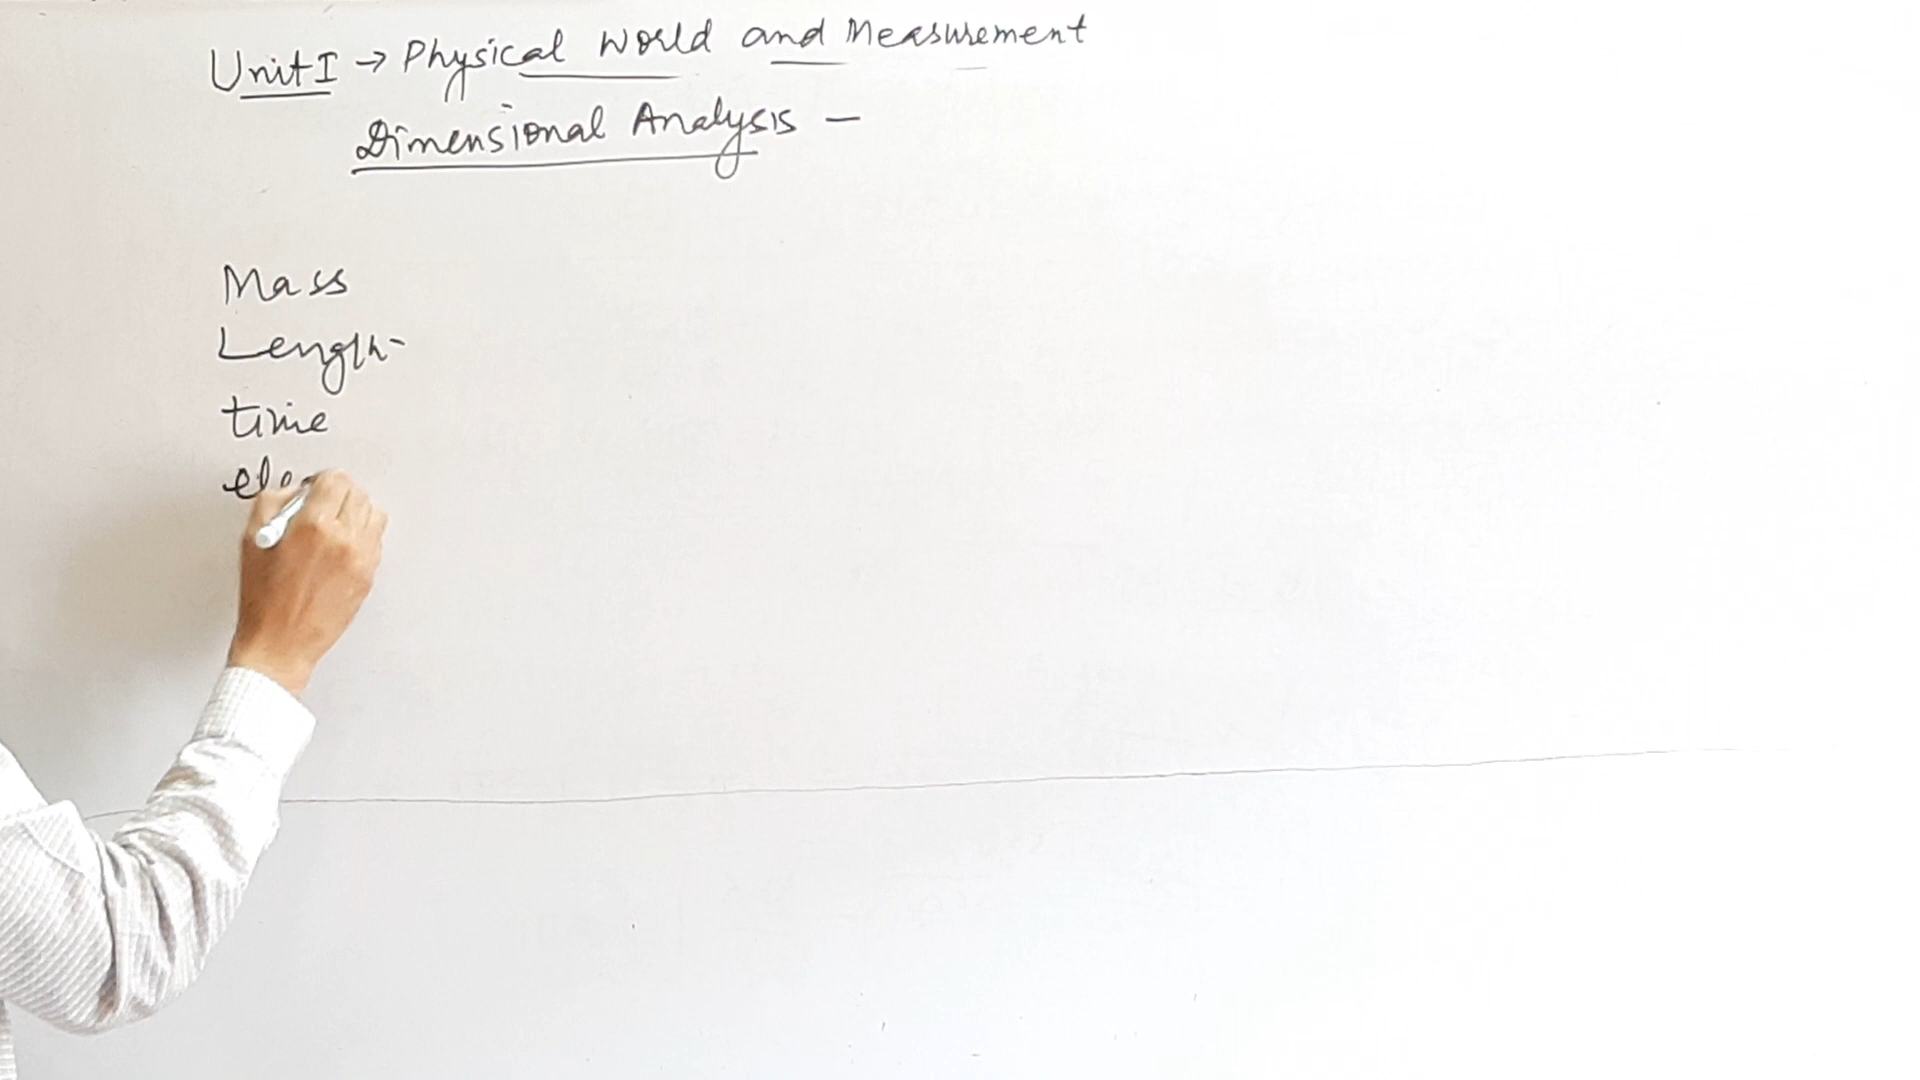 Unit I → Physical World and Measurement
Dimensional Analysis —
Mass
Length
time